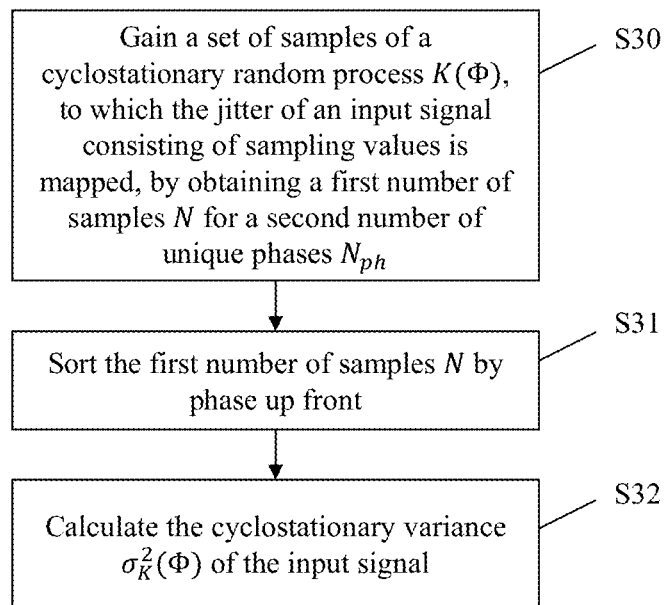 Gain a set of samples of a
cyclostationary random process K(Φ),
to which the jitter of an input signal
consisting of sampling values is
mapped, by obtaining a first number of
samples N for a second number of
unique phases N_ph
S30
Sort the first number of samples N by
phase up front
S31
Calculate the cyclostationary variance
σ_K^2(Φ) of the input signal
S32